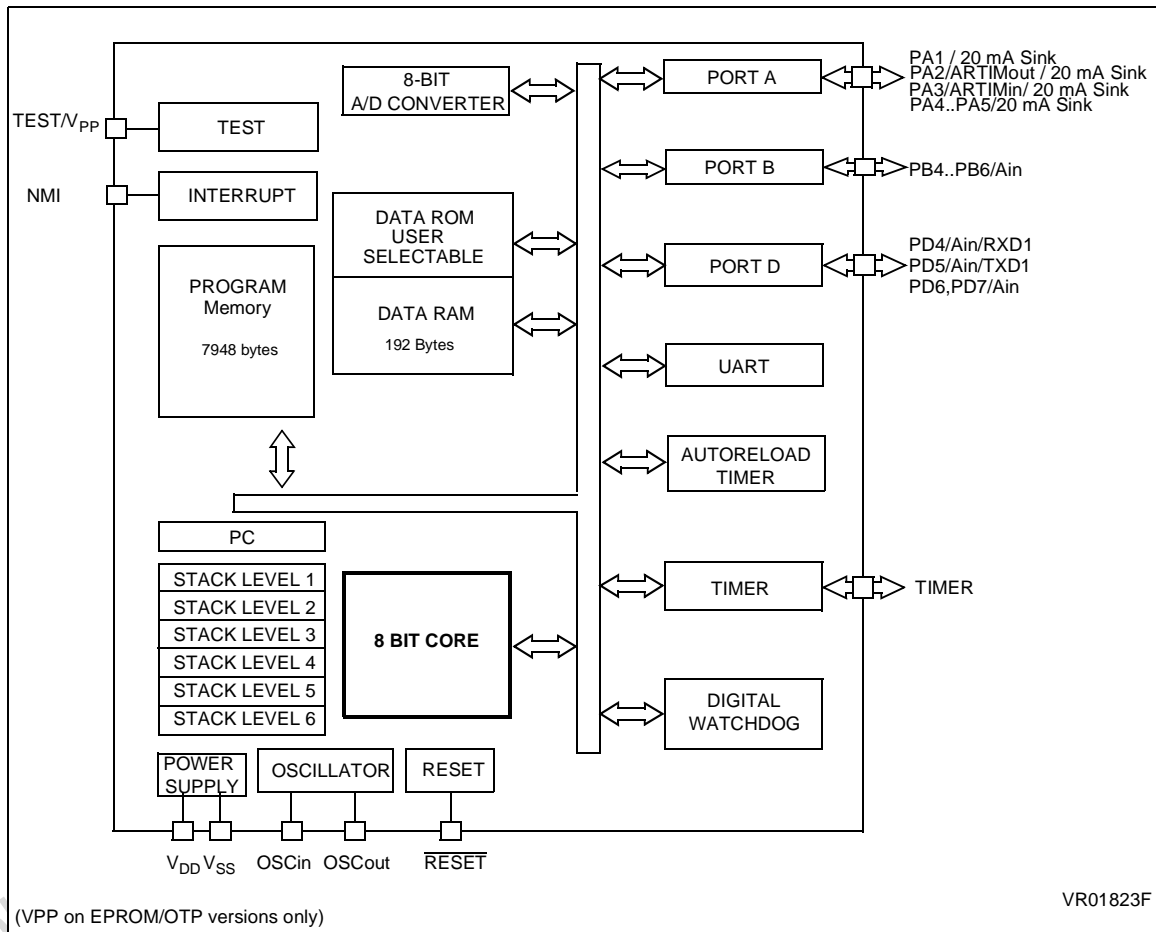 8-BIT
A/D CONVERTER
PORT A
PA1 / 20 mA Sink
PA2/ARTIMout / 20 mA Sink
PA3/ARTIMin/ 20 mA Sink
PA4..PA5/20 mA Sink
TEST/VPP
TEST
PORT B
PB4..PB6/Ain
NMI
INTERRUPT
DATA ROM
USER
SELECTABLE
PORT D
PD4/Ain/RXD1
PD5/Ain/TXD1
PD6,PD7/Ain
PROGRAM
Memory
7948 bytes
DATA RAM
192 Bytes
UART
AUTORELOAD
TIMER
PC
STACK LEVEL 1
STACK LEVEL 2
STACK LEVEL 3
STACK LEVEL 4
STACK LEVEL 5
STACK LEVEL 6
8 BIT CORE
TIMER
TIMER
DIGITAL
WATCHDOG
POWER
SUPPLY
OSCILLATOR
RESET
VDD VSS
OSCin OSCout
RESET
VR01823F
(VPP on EPROM/OTP versions only)